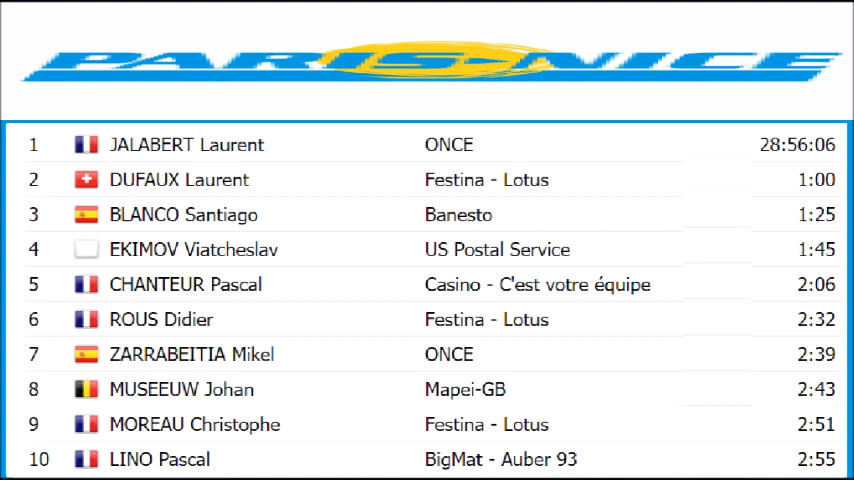 PARIS-NICE
1 JALABERT Laurent ONCE 28:56:06
2 DUFAUX Laurent Festina - Lotus 1:00
3 BLANCO Santiago Banesto 1:25
4 EKIMOV Viatcheslav US Postal Service 1:45
5 CHANTEUR Pascal Casino - C'est votre équipe 2:06
6 ROUS Didier Festina - Lotus 2:32
7 ZARRABEITIA Mikel ONCE 2:39
8 MUSEEUW Johan Mapei-GB 2:43
9 MOREAU Christophe Festina - Lotus 2:51
10 LINO Pascal BigMat - Auber 93 2:55